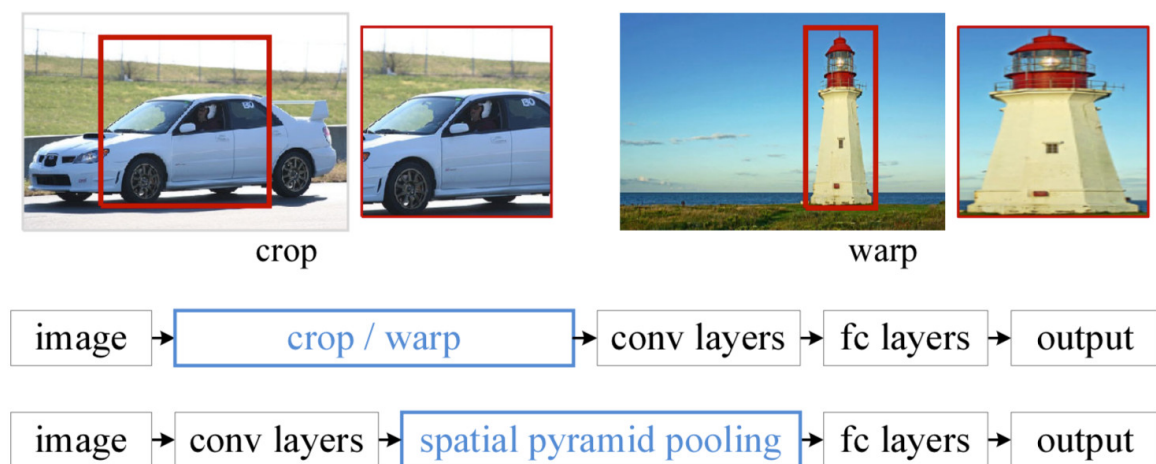 crop
warp
image crop / warp conv layers fc layers output
image conv layers spatial pyramid pooling fc layers output